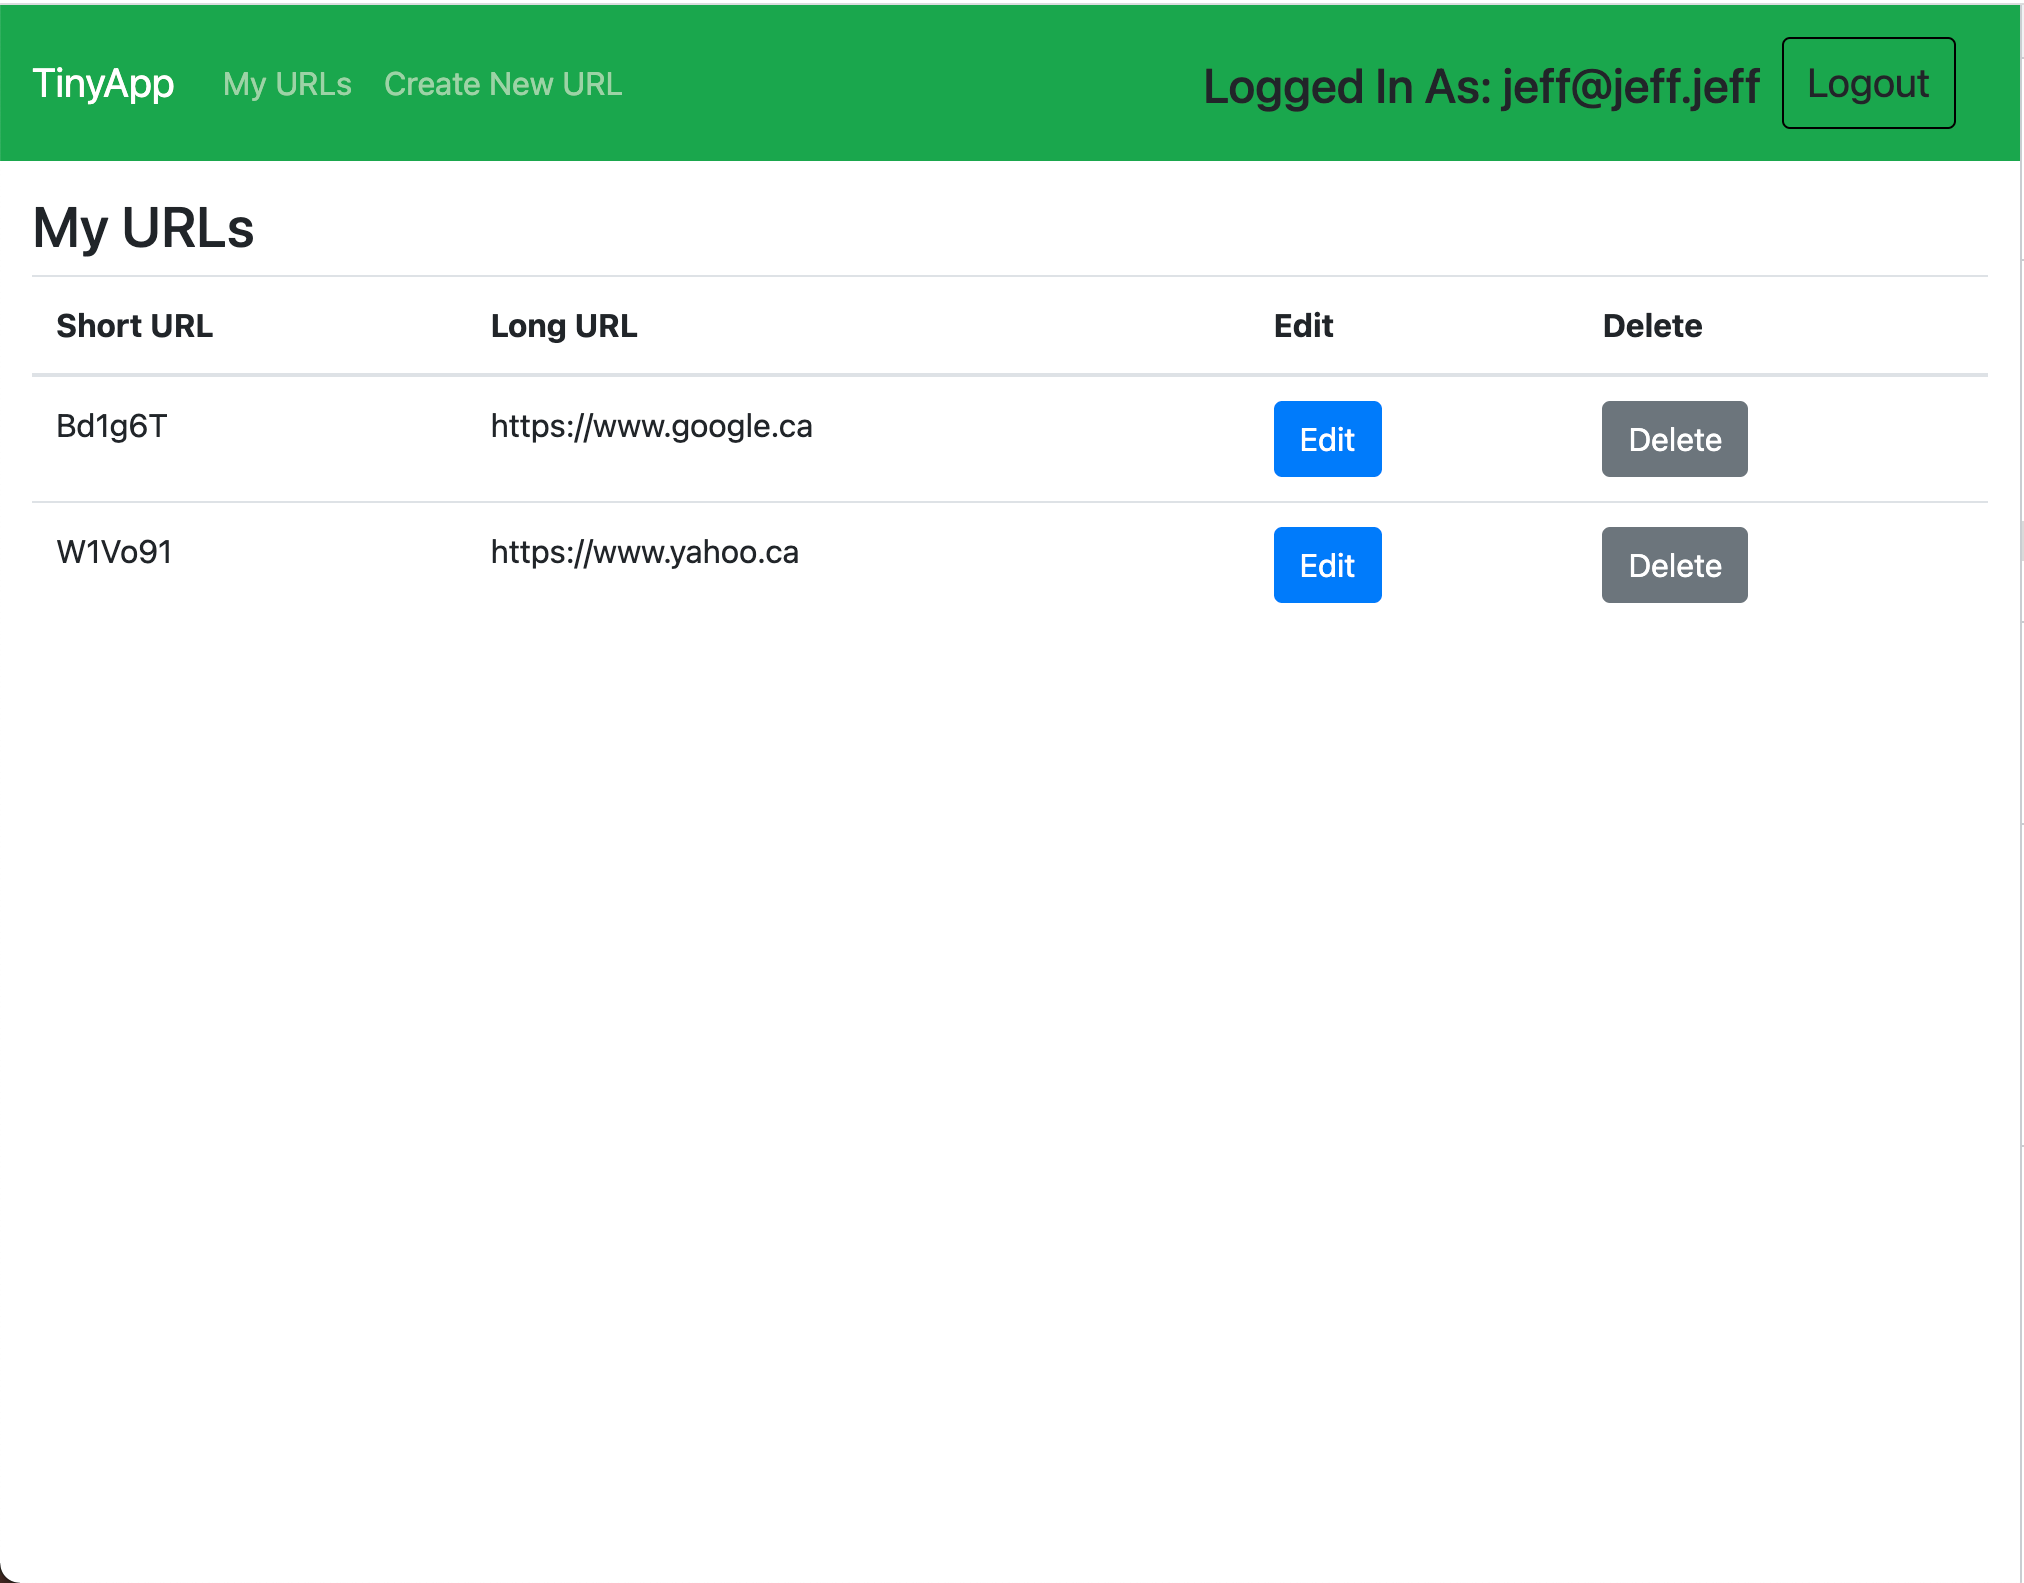 TinyApp My URLs Create New URL Logged In As: jeff@jeff.jeff Logout
My URLs
Short URL Long URL Edit Delete
Bd1g6T https://www.google.ca Edit Delete
W1Vo91 https://www.yahoo.ca Edit Delete